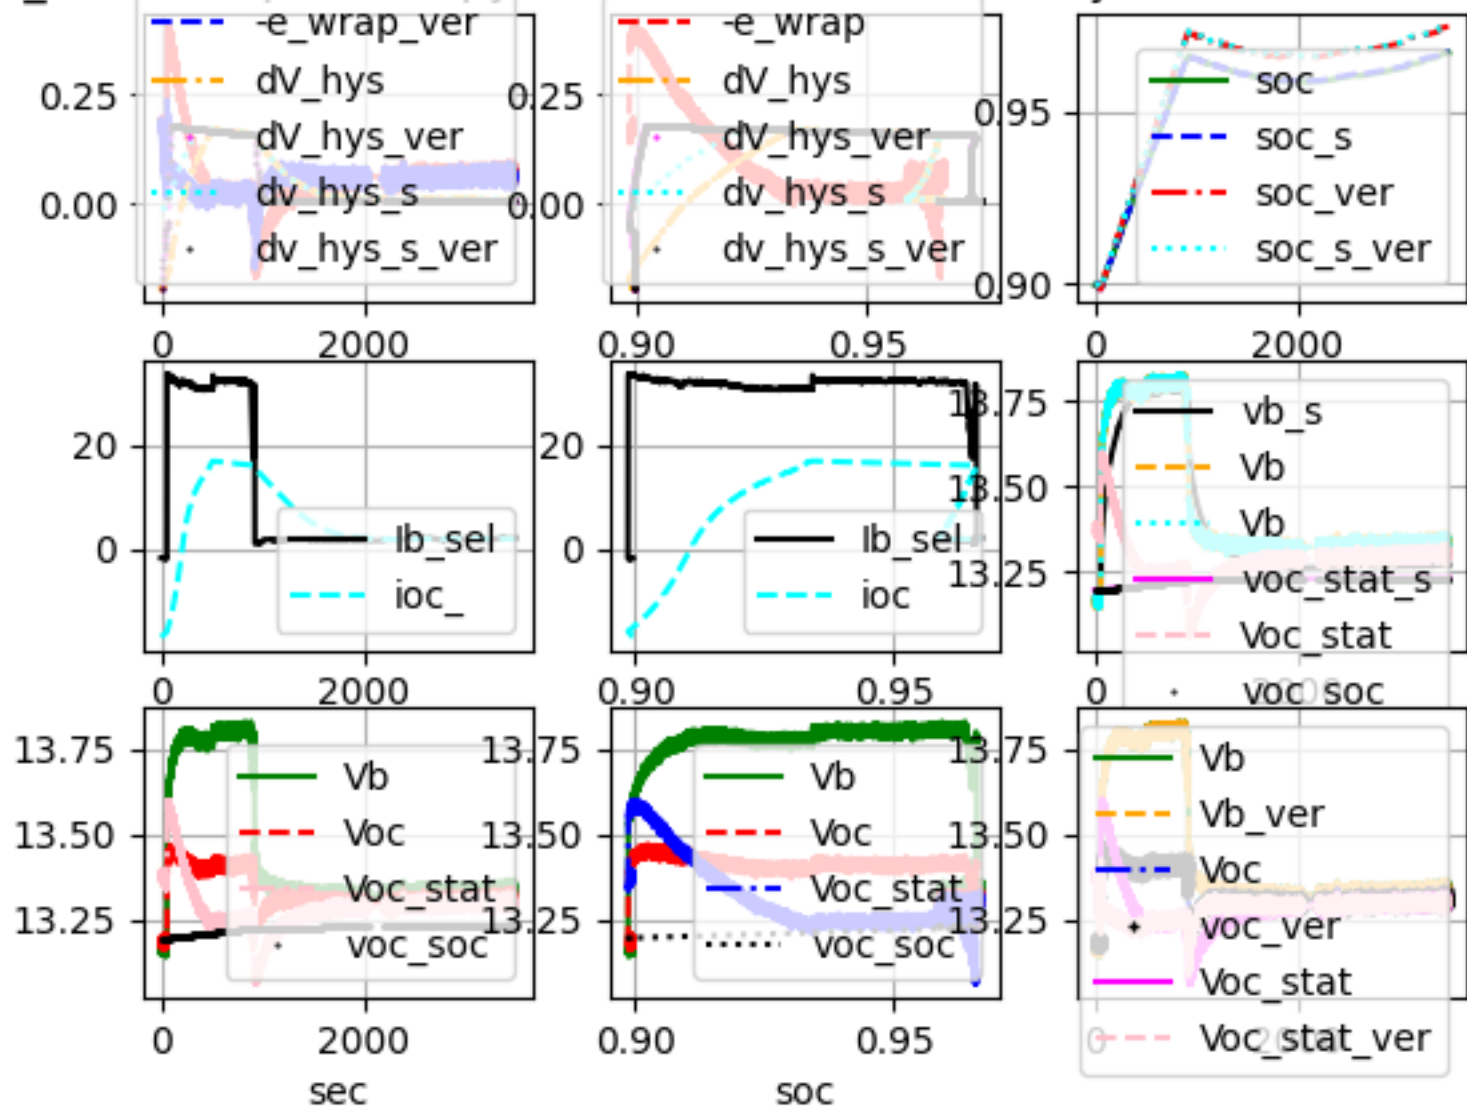 -e_wrap_ver
dV_hys
dV_hys_ver
dv_hys_s
dv_hys_s_ver
0.25
0.00
0
2000
-e_wrap
dV_hys
dV_hys_ver
dv_hys_s
dv_hys_s_ver
0.25
0.00
0.90
0.95
soc
soc_s
soc_ver
soc_s_ver
0.95
0.90
0
2000
20
0
Ib_sel
ioc_
0
2000
20
0
Ib_sel
ioc
0.90
0.95
13.75
13.50
13.25
vb_s
Vb
Vb
voc_stat_s
Voc_stat
voc_soc
0
2000
13.75
13.50
13.25
Vb
Voc
Voc_stat
voc_soc
0
2000
sec
13.75
13.50
13.25
Vb
Voc
Voc_stat
voc_soc
0.90
0.95
soc
13.75
13.50
13.25
Vb
Vb_ver
Voc
voc_ver
Voc_stat
Voc_stat_ver
0
2000